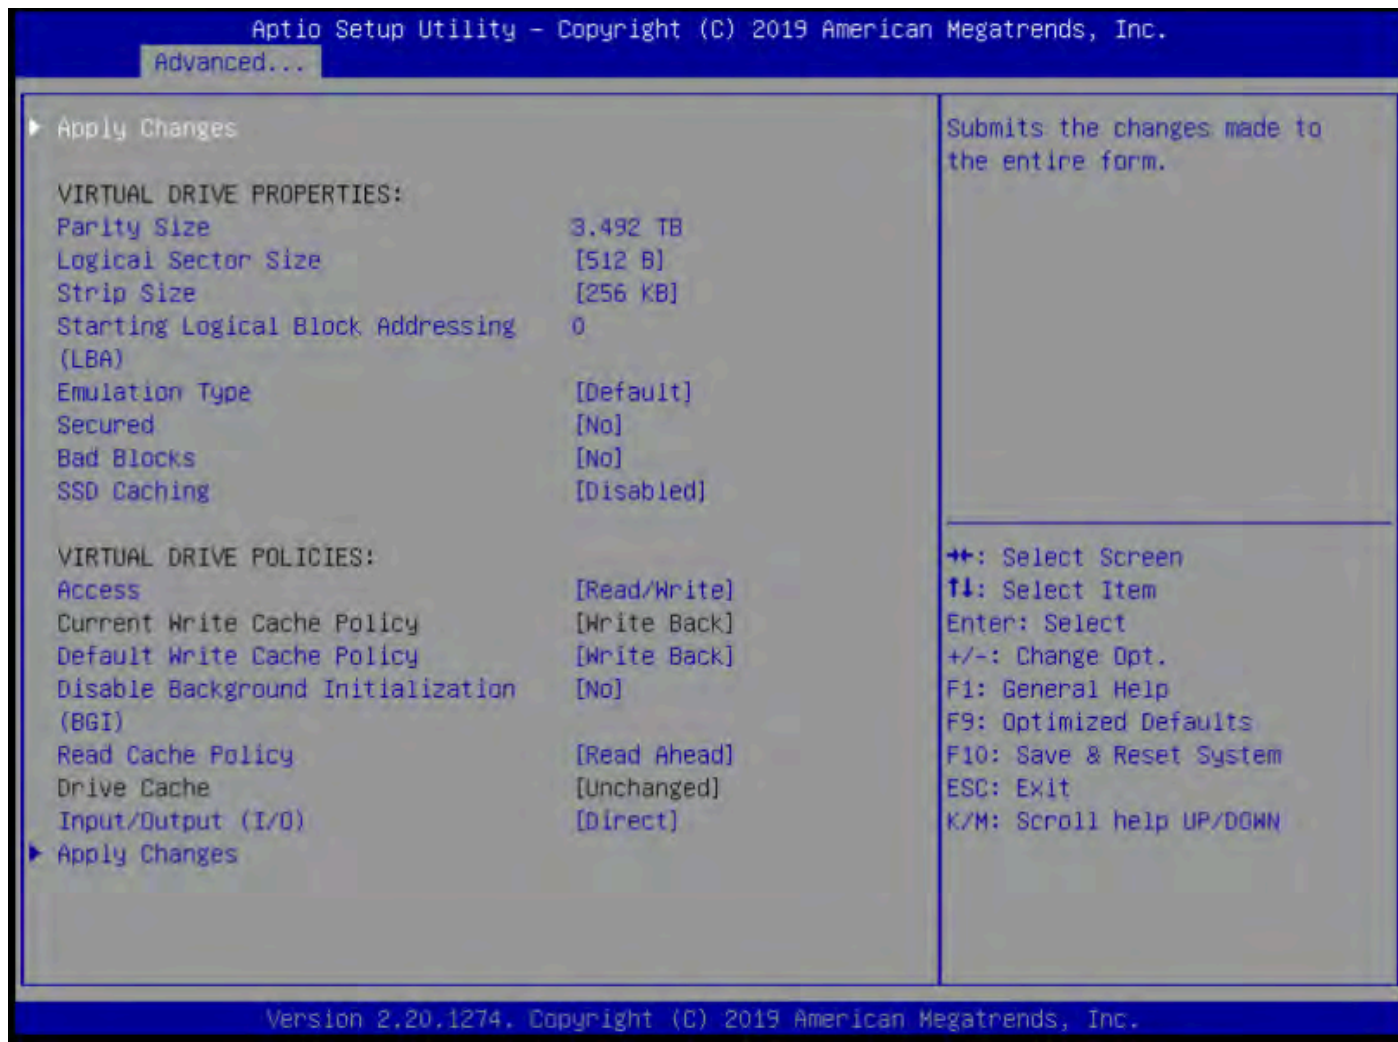 Aptio Setup Utility – Copyright (C) 2019 American Megatrends, Inc.
Advanced...
Apply Changes
VIRTUAL DRIVE PROPERTIES:
Parity Size 3.492 TB
Logical Sector Size [512 B]
Strip Size [256 KB]
Starting Logical Block Addressing 0
(LBA)
Emulation Type [Default]
Secured [No]
Bad Blocks [No]
SSD Caching [Disabled]
VIRTUAL DRIVE POLICIES:
Access [Read/Write]
Current Write Cache Policy [Write Back]
Default Write Cache Policy [Write Back]
Disable Background Initialization [No]
(BGI)
Read Cache Policy [Read Ahead]
Drive Cache [Unchanged]
Input/Output (I/O) [Direct]
Apply Changes
Submits the changes made to
the entire form.
→←: Select Screen
↑↓: Select Item
Enter: Select
+/-: Change Opt.
F1: General Help
F9: Optimized Defaults
F10: Save & Reset System
ESC: Exit
K/M: Scroll help UP/DOWN
Version 2.20.1274. Copyright (C) 2019 American Megatrends, Inc.